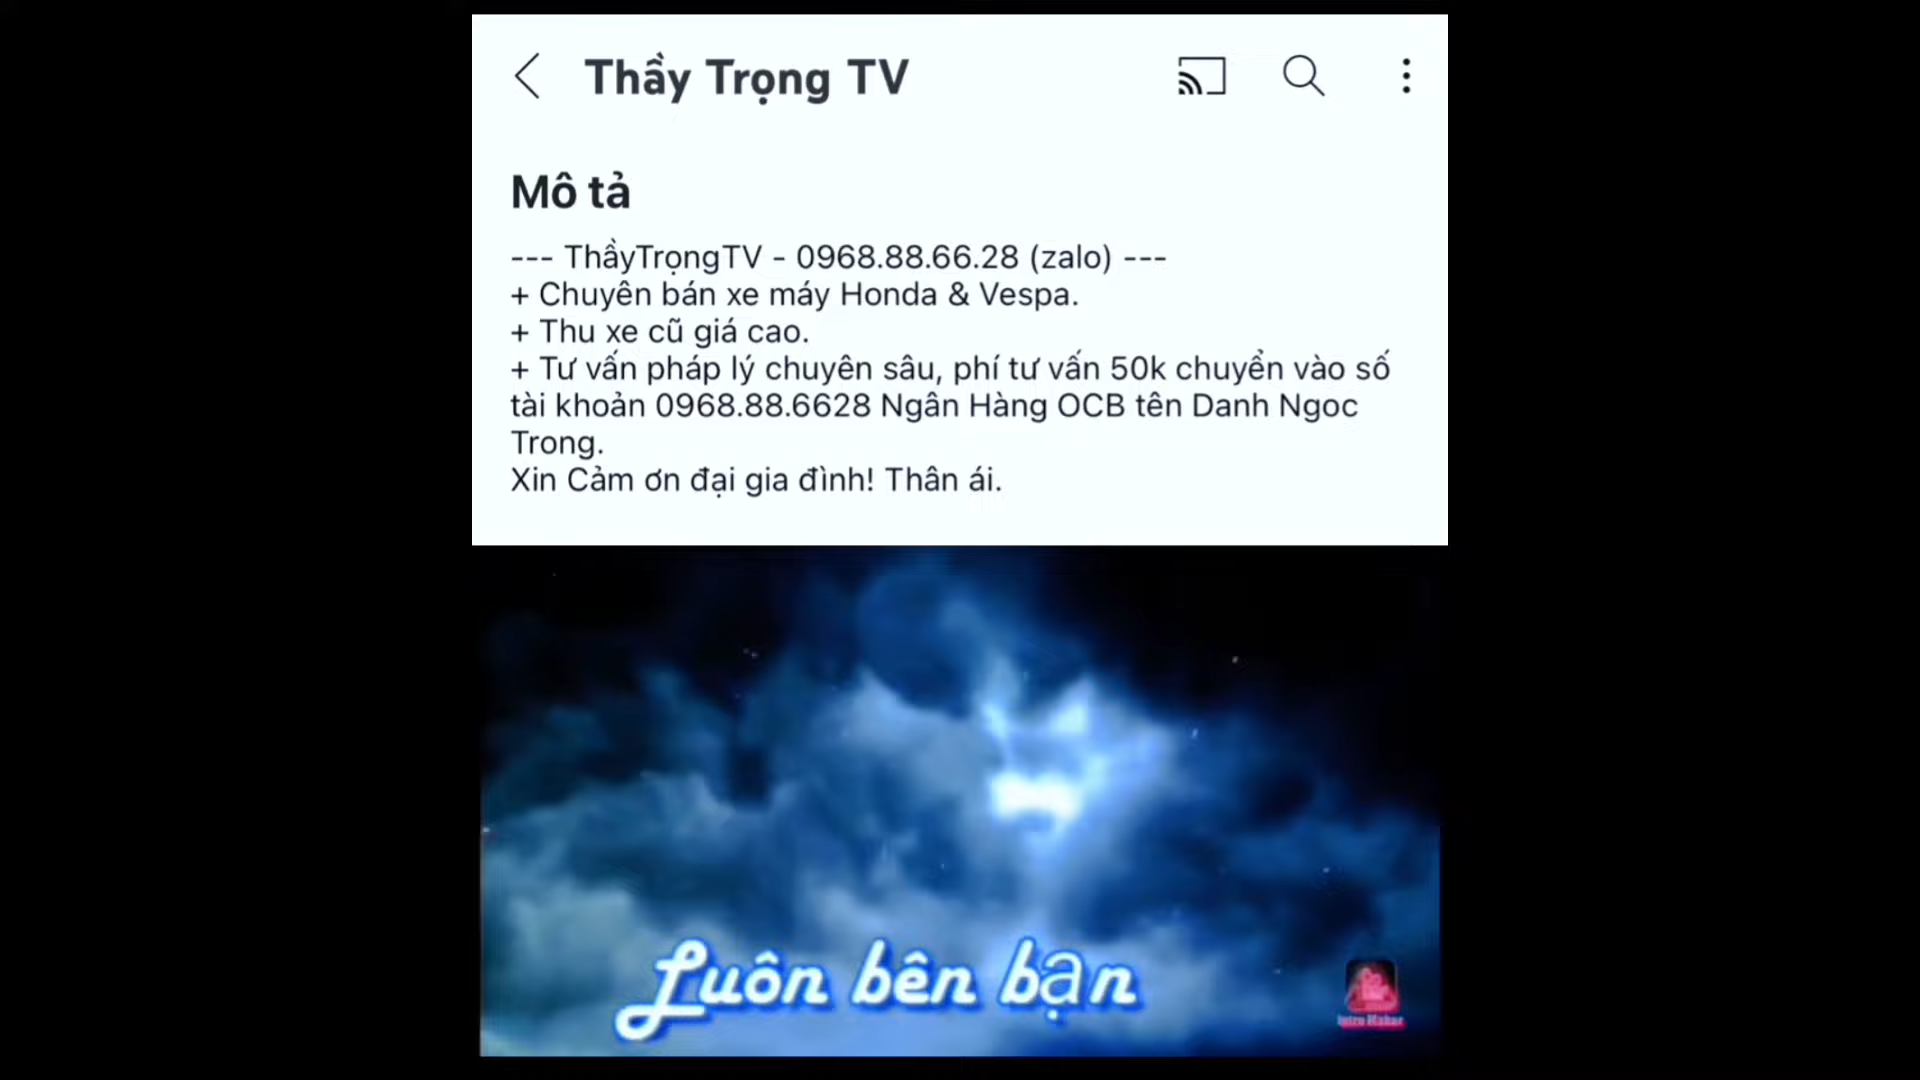 Thầy Trọng TV
Mô tả
--- ThầyTrọngTV - 0968.88.66.28 (zalo) ---
+ Chuyên bán xe máy Honda & Vespa.
+ Thu xe cũ giá cao.
+ Tư vấn pháp lý chuyên sâu, phí tư vấn 50k chuyển vào số
tài khoản 0968.88.6628 Ngân Hàng OCB tên Danh Ngoc
Trong.
Xin Cảm ơn đại gia đình! Thân ái.
Luôn bên bạn
Intro Maker